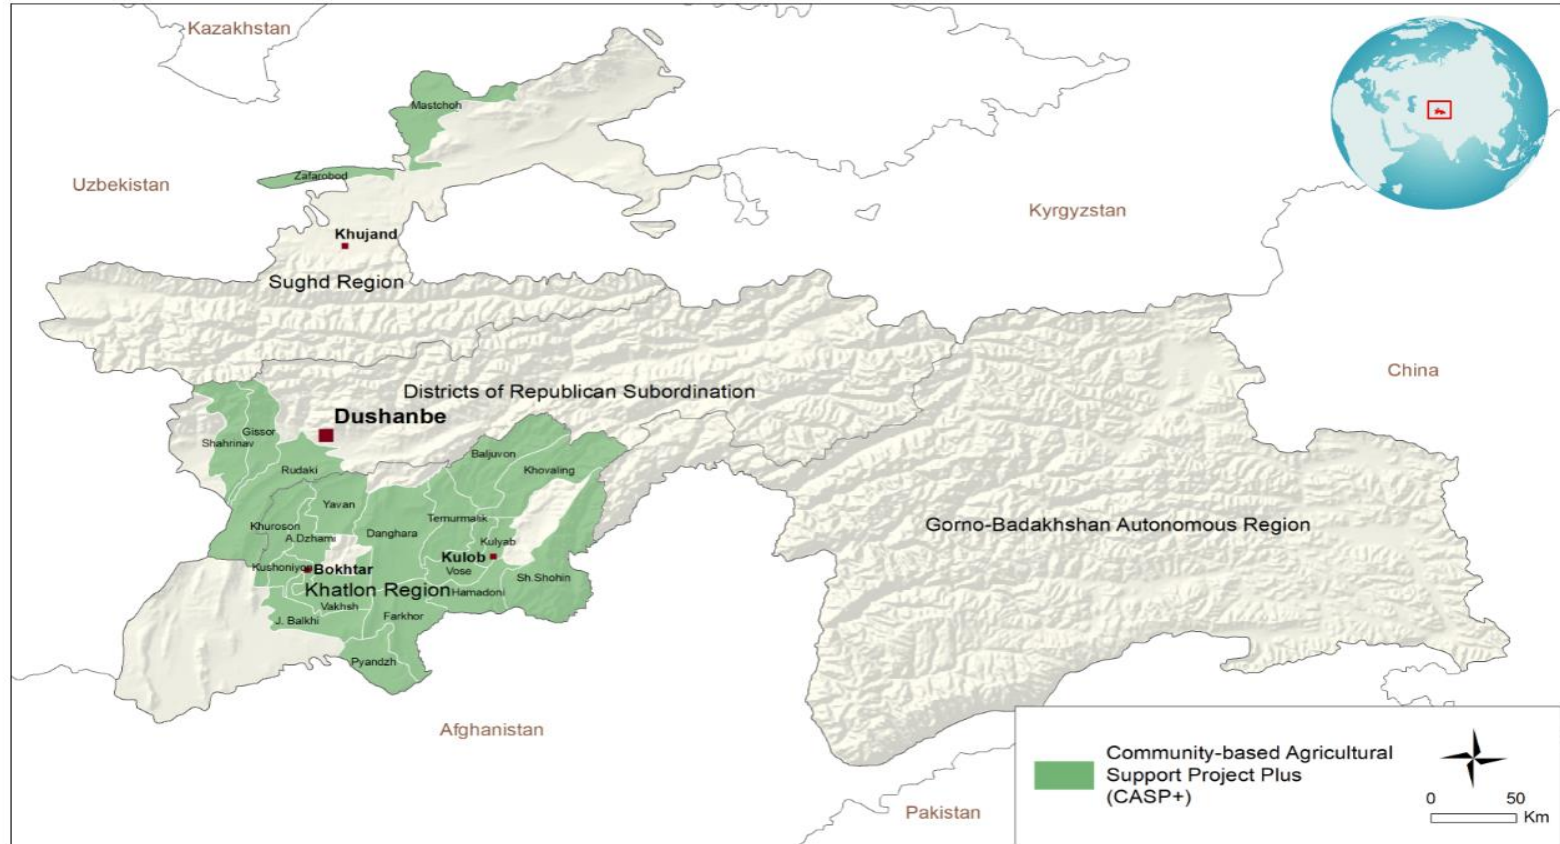 Kazakhstan
Mastchoh
Zafarobod
Uzbekistan
Kyrgyzstan
Khujand
Sughd Region
China
Districts of Republican Subordination
Dushanbe
Gissor
Shahrinav
Baljuvon
Rudaki
Khovaling
Yavan
Temurmalik
Khuroson
Danghara
Gorno-Badakhshan Autonomous Region
A.Dzhami
Kulyab
Kulob
Kushoniyon
Bokhtar
Vose
Sh.Shohin
Khatlon Region
Hamadoni
Vakhsh
Farkhor
J. Balkhi
Pyandzh
Afghanistan
Pakistan
Community-based Agricultural
Support Project Plus
(CASP+)
0 50
Km